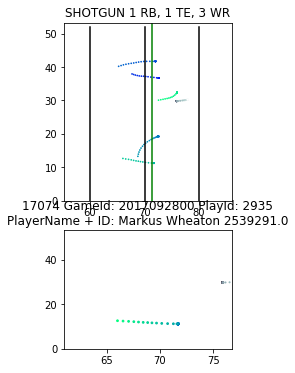 SHOTGUN 1 RB, 1 TE, 3 WR
50
40
30
20
10
0
60 70 80
17074 GameId: 2017092800 PlayId: 2935
PlayerName + ID: Markus Wheaton 2539291.0
40
20
0
65 70 75